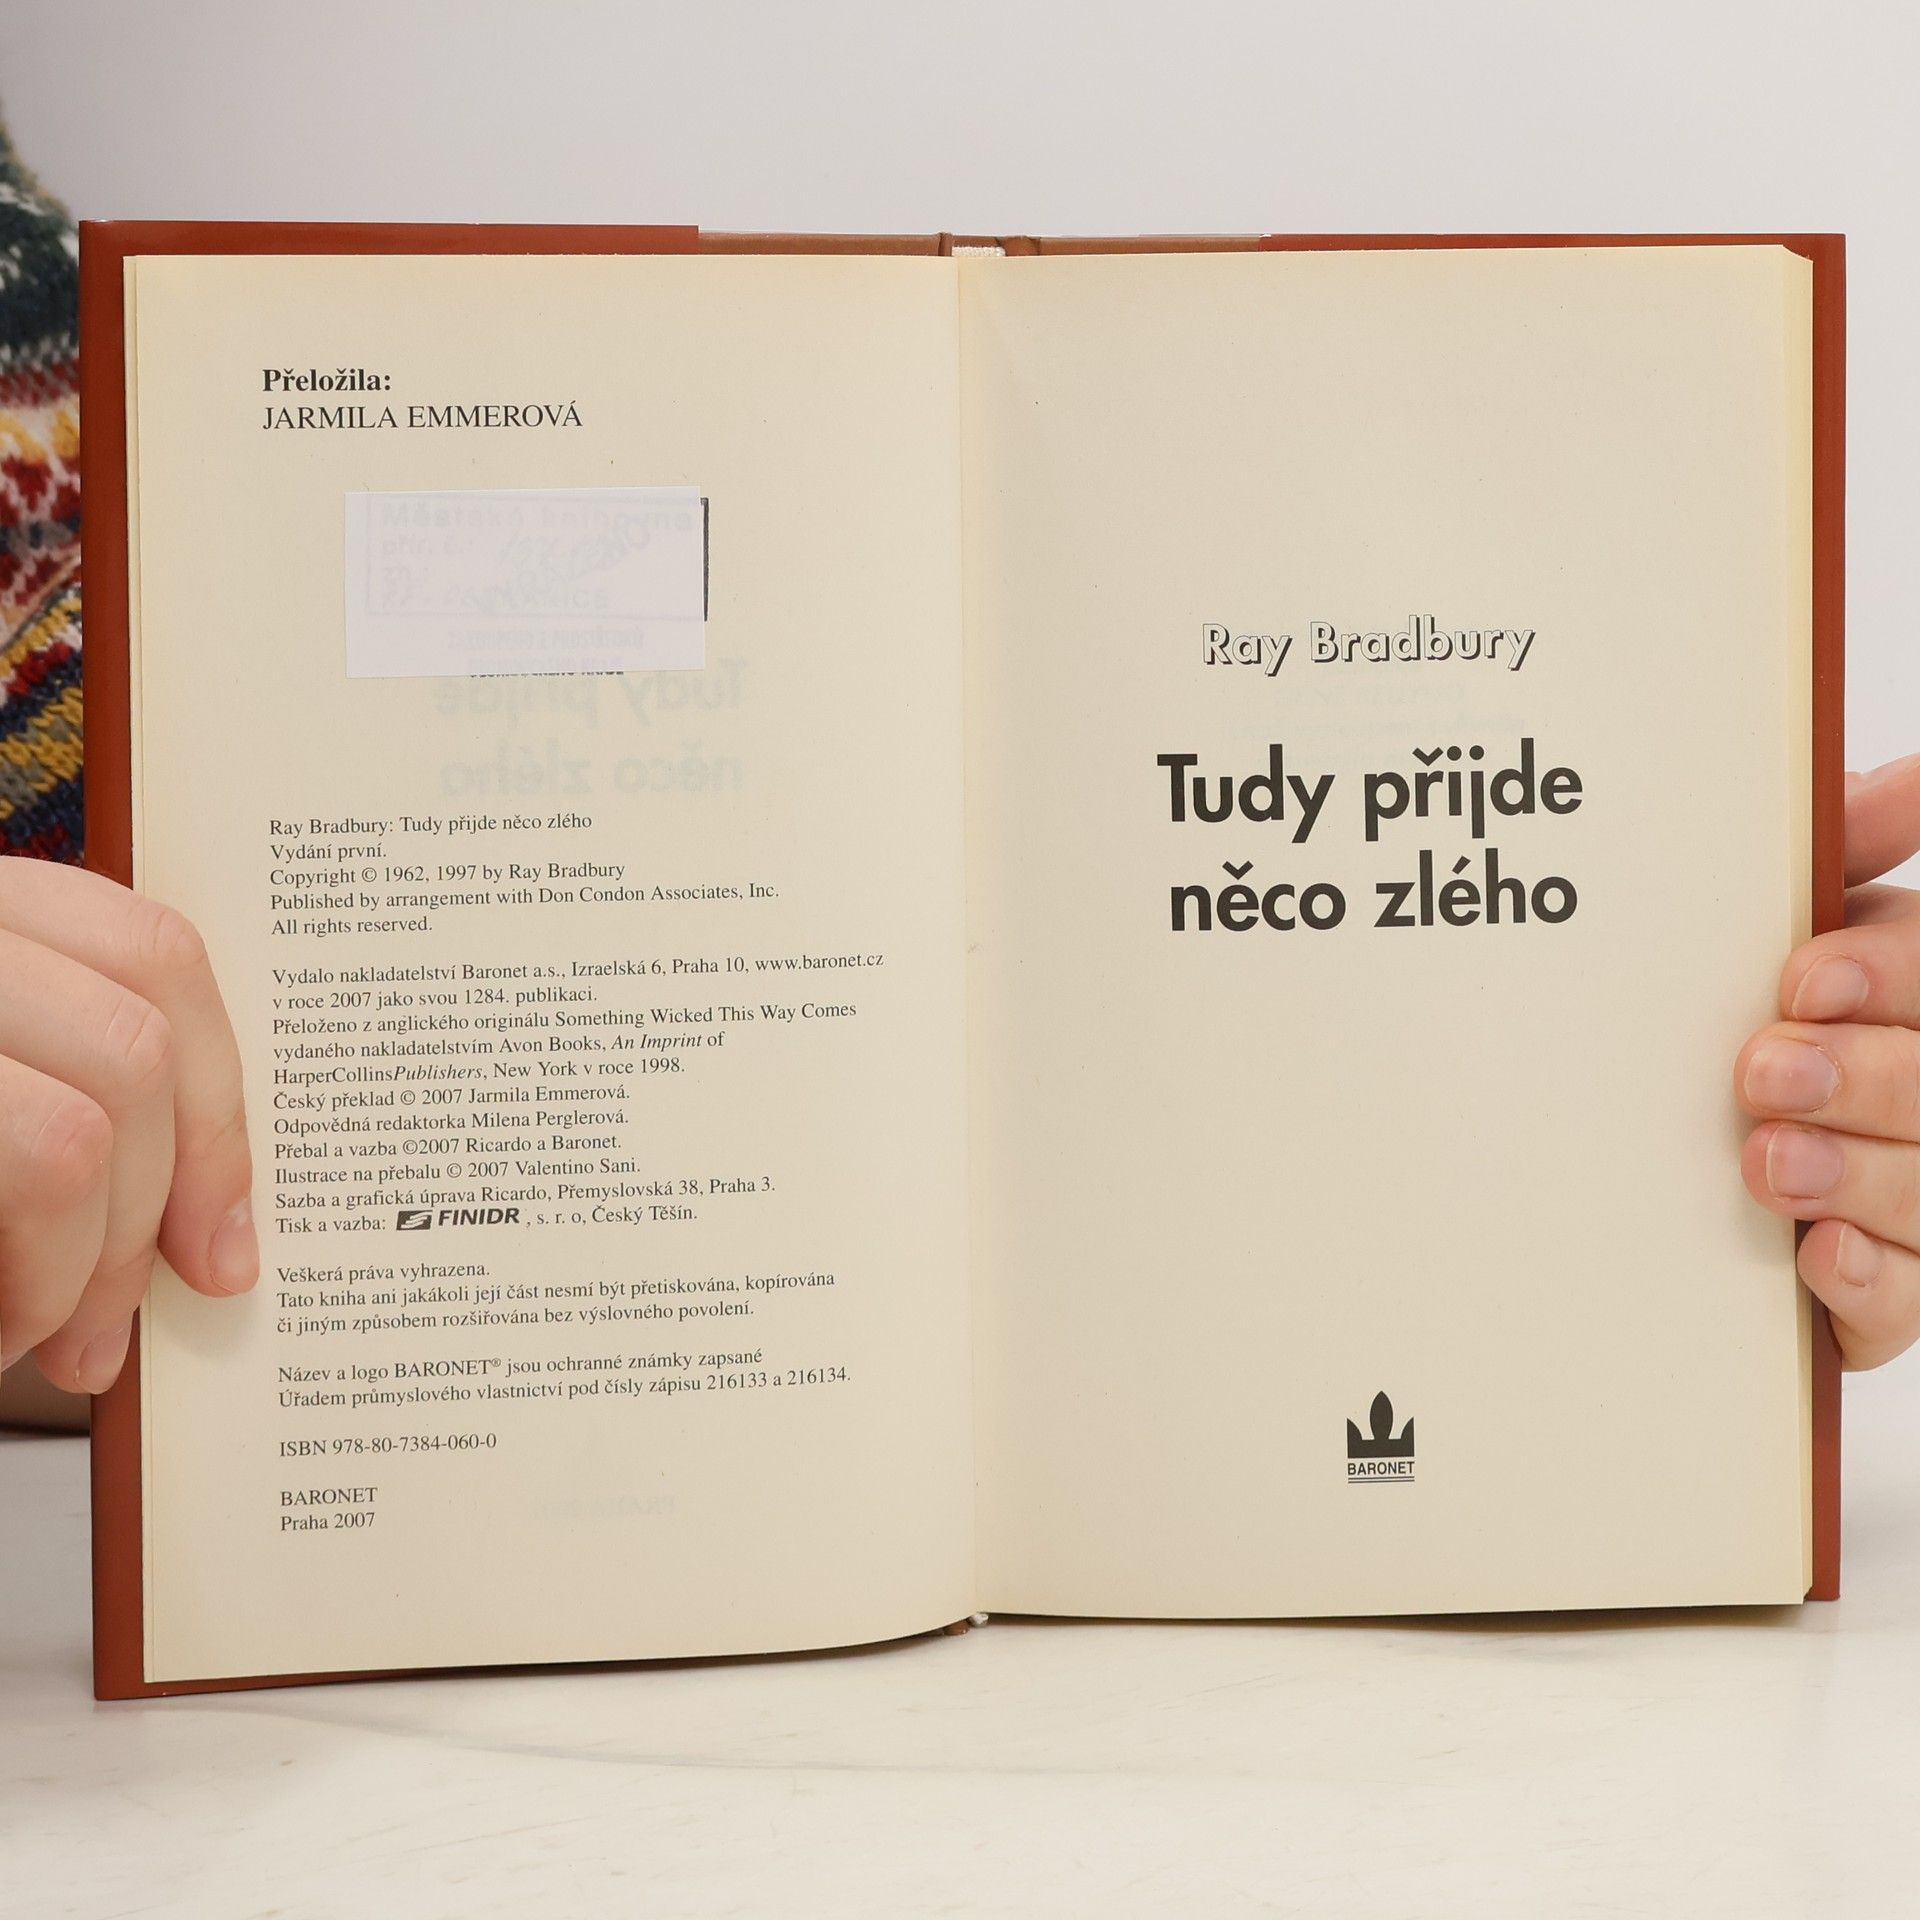 Přeložila:
JARMILA EMMEROVÁ
Městská knihovna
přír. č.
Ray Bradbury: Tudy přijde něco zlého
Vydání první.
Copyright © 1962, 1997 by Ray Bradbury
Published by arrangement with Don Condon Associates, Inc.
All rights reserved.
Vydalo nakladatelství Baronet a.s., Izraelská 6, Praha 10, www.baronet.cz
v roce 2007 jako svou 1284. publikaci.
Přeloženo z anglického originálu Something Wicked This Way Comes
vydaného nakladatelstvím Avon Books, An Imprint of
HarperCollinsPublishers, New York v roce 1998.
Český překlad © 2007 Jarmila Emmerová.
Odpovědná redaktorka Milena Perglerová.
Přebal a vazba ©2007 Ricardo a Baronet.
Ilustrace na přebalu © 2007 Valentino Sani.
Sazba a grafická úprava Ricardo, Přemyslovská 38, Praha 3.
Tisk a vazba: FINIDR , s. r. o, Český Těšín.
Veškerá práva vyhrazena.
Tato kniha ani jakákoli její část nesmí být přetiskována, kopírována
či jiným způsobem rozšiřována bez výslovného povolení.
Název a logo BARONET® jsou ochranné známky zapsané
Úřadem průmyslového vlastnictví pod čísly zápisu 216133 a 216134.
ISBN 978-80-7384-060-0
BARONET
Praha 2007
Ray Bradbury
Tudy přijde
něco zlého
BARONET